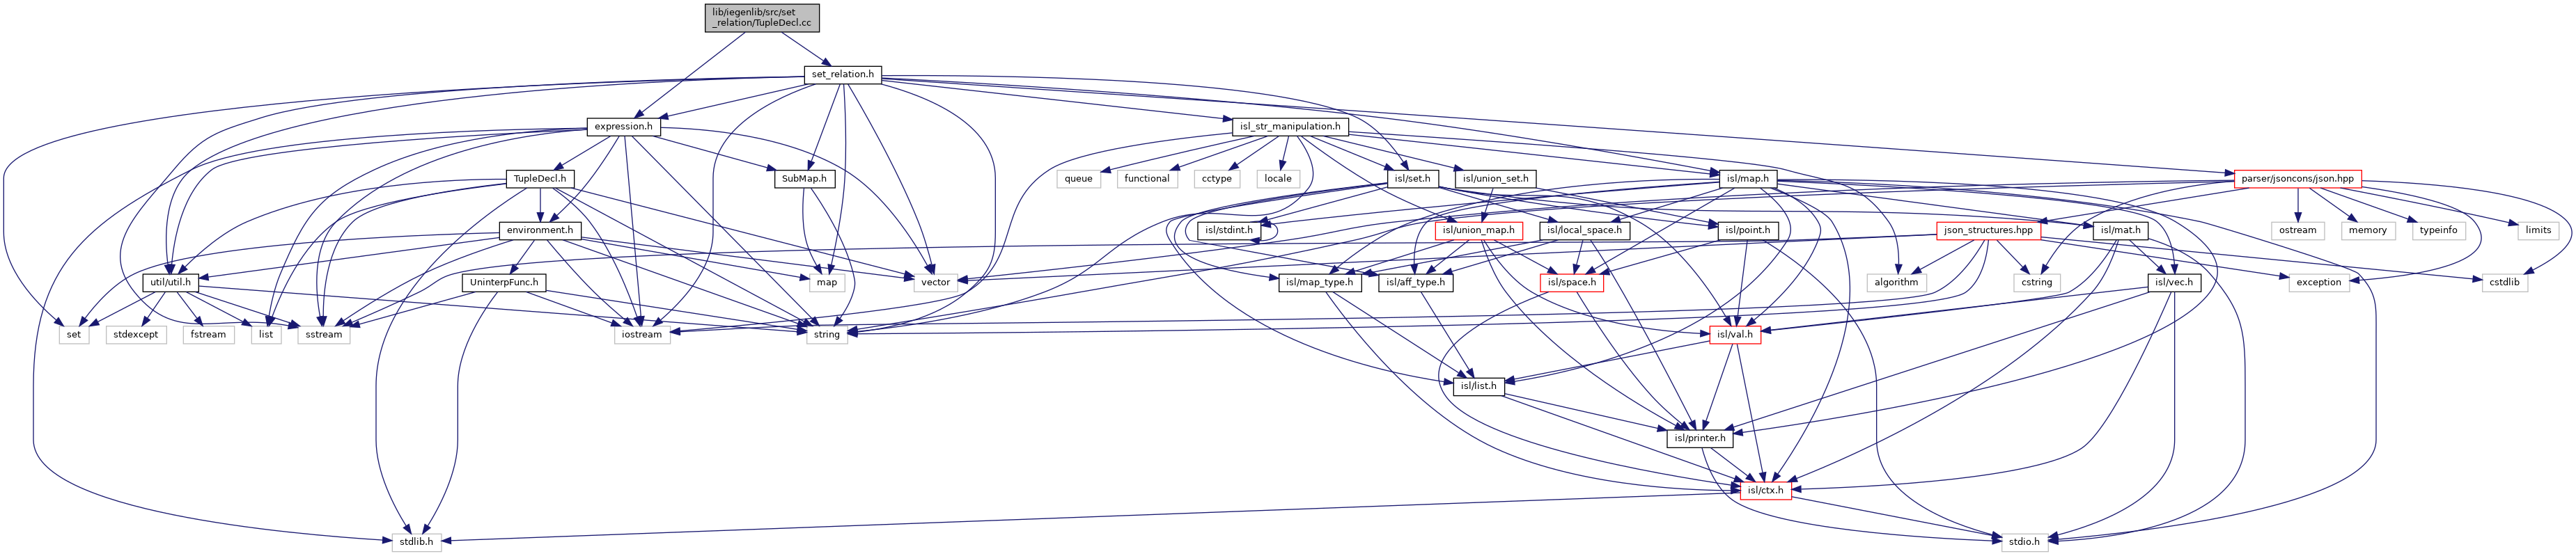 lib/iegenlib/src/set
_relation/TupleDecl.cc
set_relation.h
expression.h
isl_str_manipulation.h
TupleDecl.h
SubMap.h
queue
functional
cctype
locale
isl/set.h
isl/union_set.h
isl/map.h
parser/jsoncons/json.hpp
environment.h
isl/stdint.h
isl/union_map.h
isl/local_space.h
isl/point.h
json_structures.hpp
isl/mat.h
ostream
memory
typeinfo
limits
util/util.h
UninterpFunc.h
map
vector
isl/map_type.h
isl/aff_type.h
isl/space.h
algorithm
cstring
isl/vec.h
exception
cstdlib
set
stdexcept
fstream
list
sstream
iostream
string
isl/val.h
isl/list.h
isl/printer.h
isl/ctx.h
stdlib.h
stdio.h